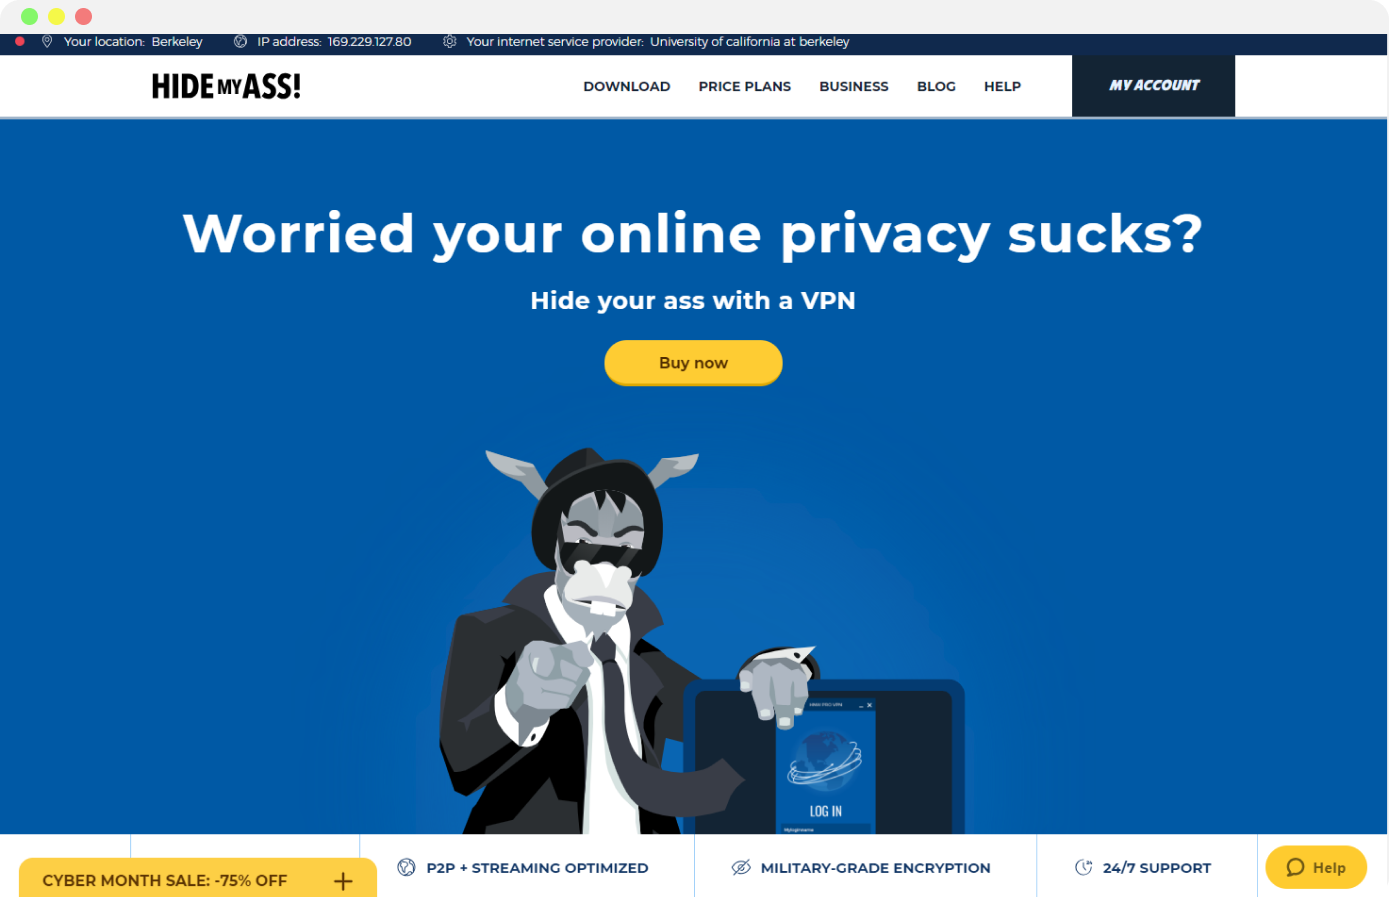 Your location: Berkeley IP address: 169.229.127.80 Your internet service provider: University of california at berkeley
HIDE MY ASS! DOWNLOAD PRICE PLANS BUSINESS BLOG HELP MY ACCOUNT
Worried your online privacy sucks?
Hide your ass with a VPN
Buy now
LOG IN
P2P + STREAMING OPTIMIZED MILITARY-GRADE ENCRYPTION 24/7 SUPPORT Help
CYBER MONTH SALE: -75% OFF